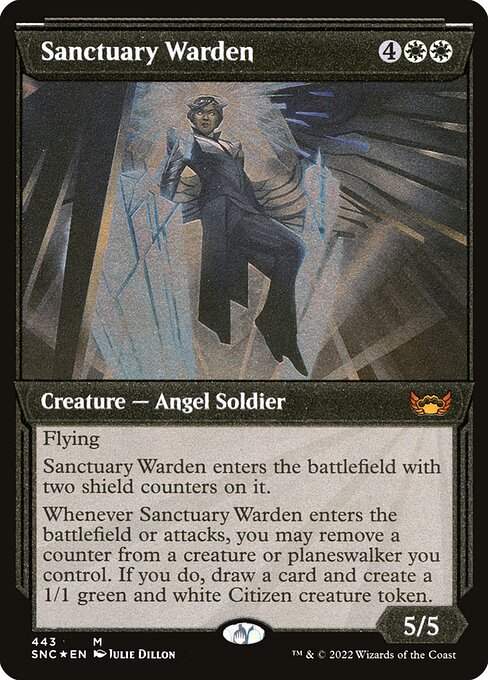 Sanctuary Warden 4
Creature — Angel Soldier
Flying
Sanctuary Warden enters the battlefield with
two shield counters on it.
Whenever Sanctuary Warden enters the
battlefield or attacks, you may remove a
counter from a creature or planeswalker you
control. If you do, draw a card and create a
1/1 green and white Citizen creature token.
5/5
443 M
SNC★EN Julie Dillon
™ & © 2022 Wizards of the Coast